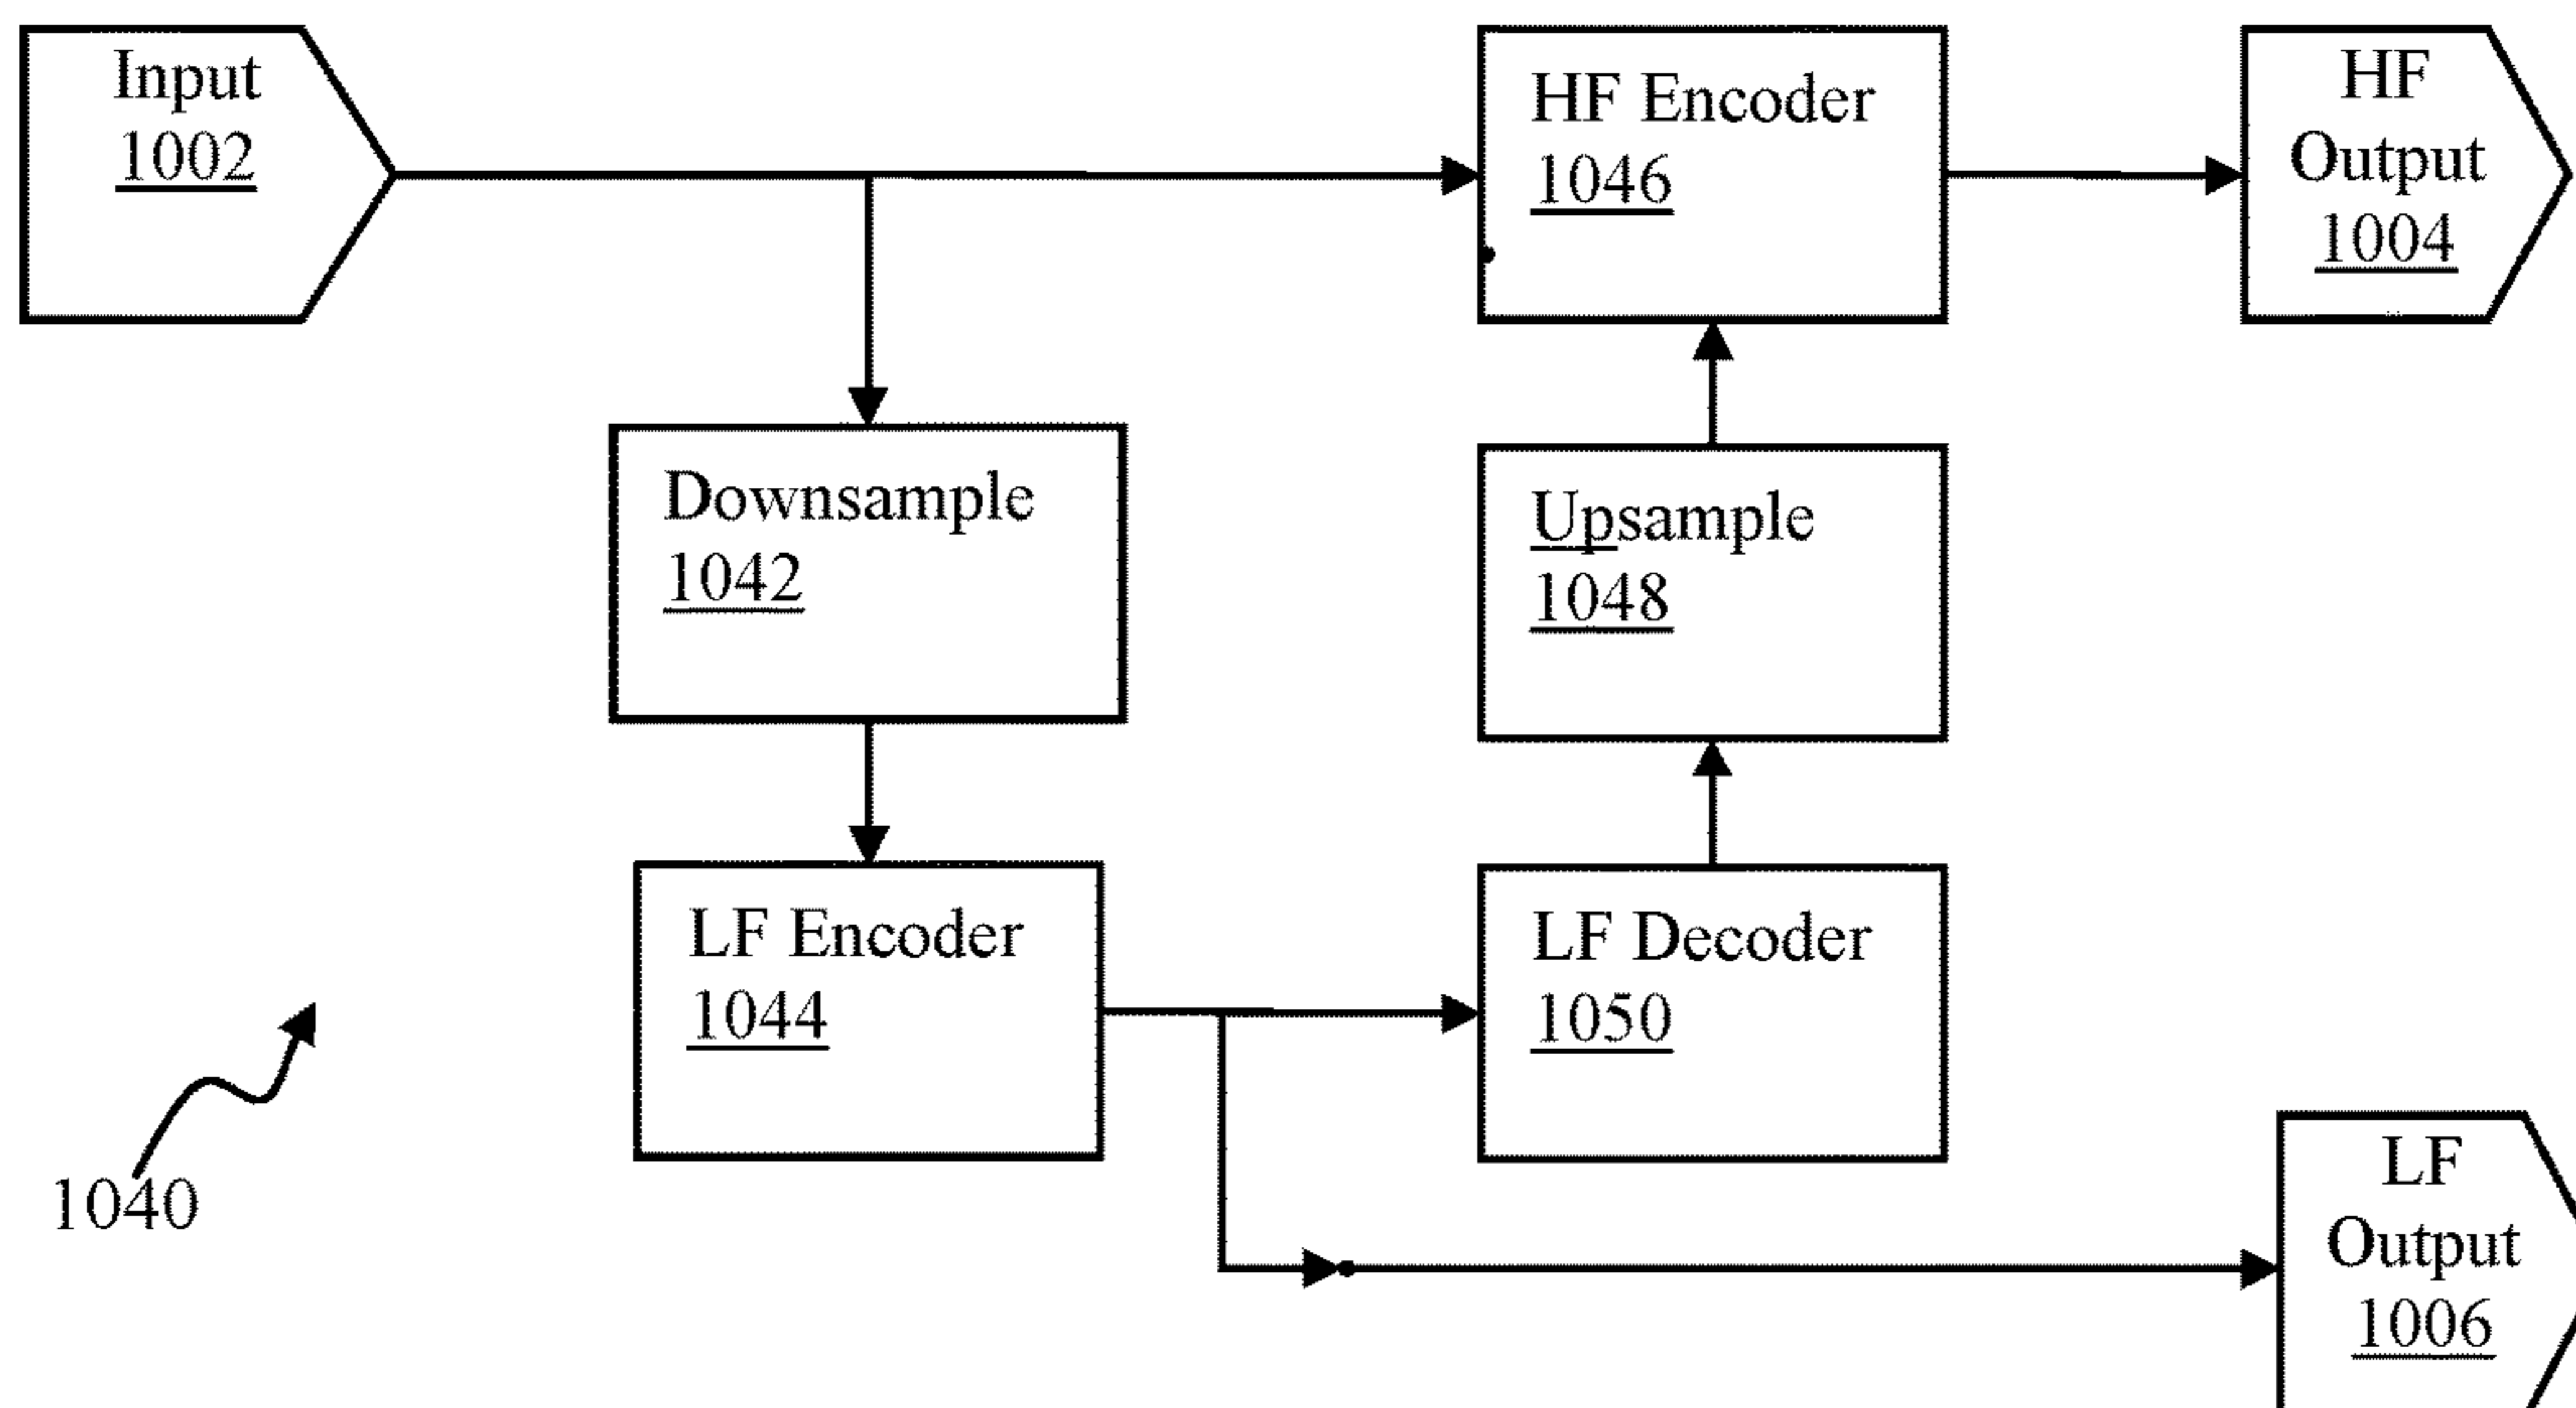 Input
1002
HF Encoder
1046
HF
Output
1004
Downsample
1042
Upsample
1048
LF Encoder
1044
LF Decoder
1050
1040
LF
Output
1006